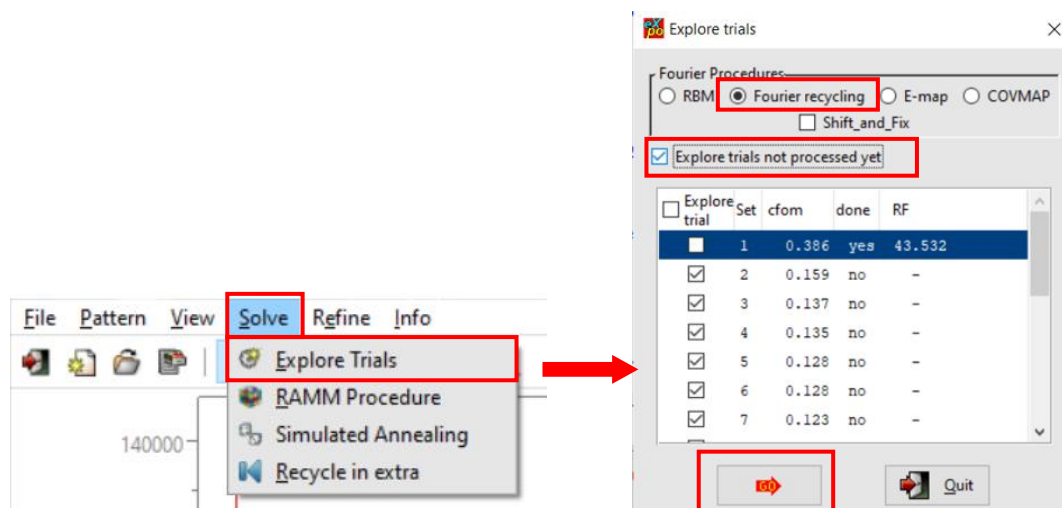 File Pattern View Solve Refine Info
Explore Trials
RAMM Procedure
Simulated Annealing
Recycle in extra
140000
expo Explore trials
Fourier Procedures
RBM Fourier recycling E-map COVMAP
Shift_and_Fix
Explore trials not processed yet
Explore trial Set cfom done RF
1 0.386 yes 43.532
2 0.159 no -
3 0.137 no -
4 0.135 no -
5 0.128 no -
6 0.128 no -
7 0.123 no -
GO Quit